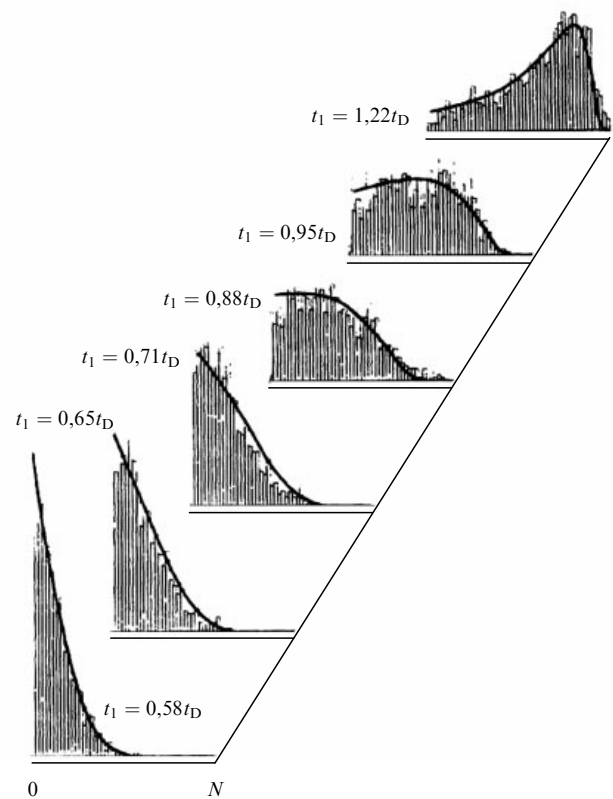 t₁ = 1,22t_D
t₁ = 0,95t_D
t₁ = 0,88t_D
t₁ = 0,71t_D
t₁ = 0,65t_D
t₁ = 0,58t_D
0 N